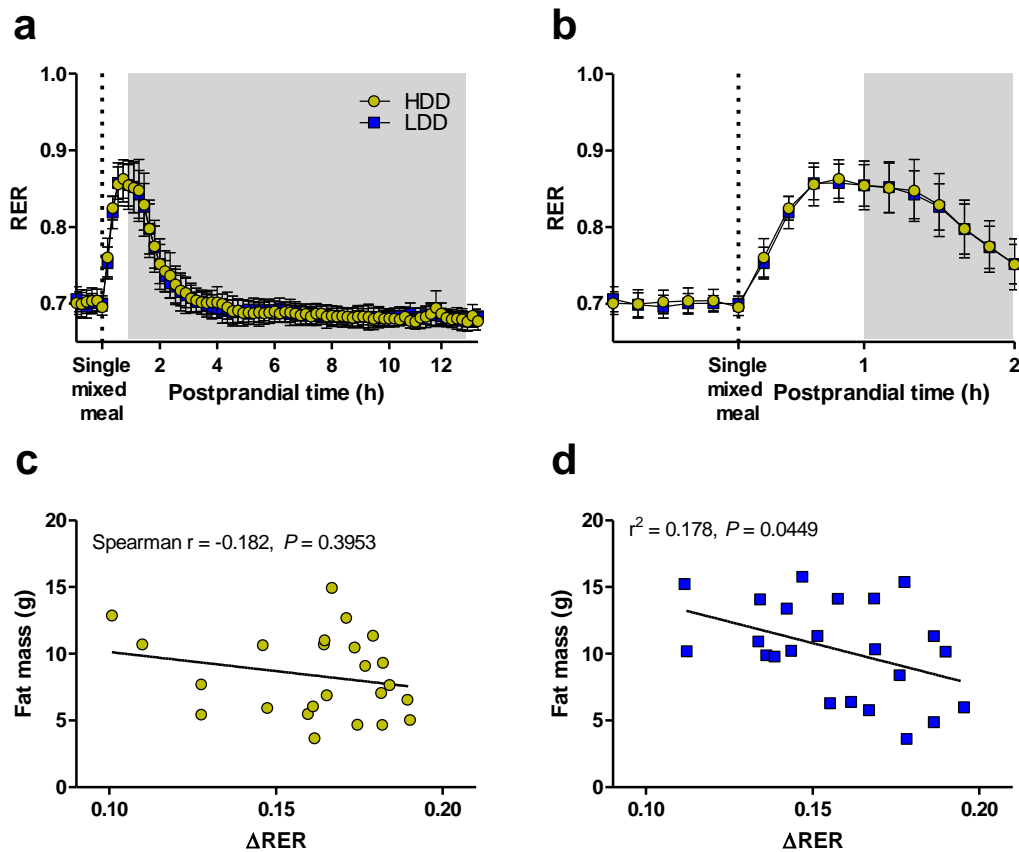 a
1.0
0.9
0.8
0.7
RER
HDD
LDD
Single
mixed
meal
2
4
6
8
10
12
Postprandial time (h)
b
1.0
0.9
0.8
0.7
RER
Single
mixed
meal
1
2
Postprandial time (h)
c
20
15
10
5
0
Fat mass (g)
Spearman r = -0.182, P = 0.3953
0.10
0.15
0.20
ΔRER
d
20
15
10
5
0
Fat mass (g)
r² = 0.178, P = 0.0449
0.10
0.15
0.20
ΔRER